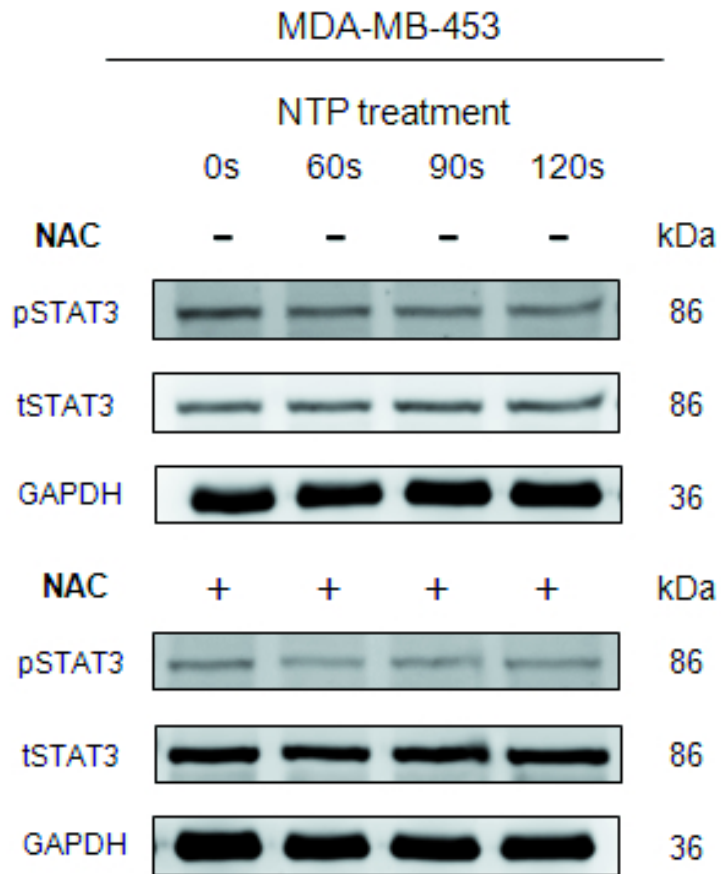 MDA-MB-453
NTP treatment
0s 60s 90s 120s
NAC - - - - kDa
pSTAT3 86
tSTAT3 86
GAPDH 36
NAC + + + + kDa
pSTAT3 86
tSTAT3 86
GAPDH 36